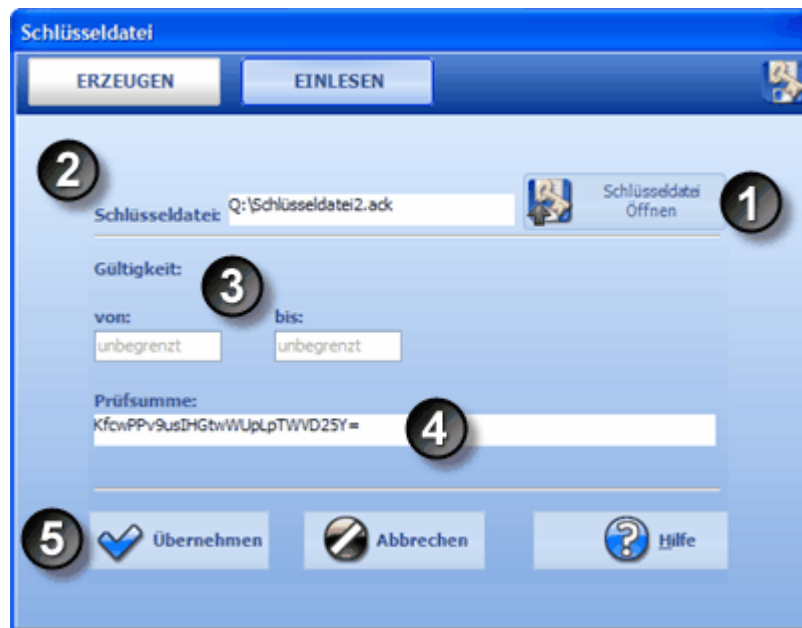 Schlüsseldatei
ERZEUGEN
EINLESEN
2
Schlüsseldatei:
Q:\Schlüsseldatei2.ack
Schlüsseldatei
Öffnen
1
Gültigkeit:
3
von:
bis:
unbegrenzt
unbegrenzt
Prüfsumme:
KfcwPPv9usIHGtwWUpLpTWVD25Y=
4
5
Übernehmen
Abbrechen
Hilfe